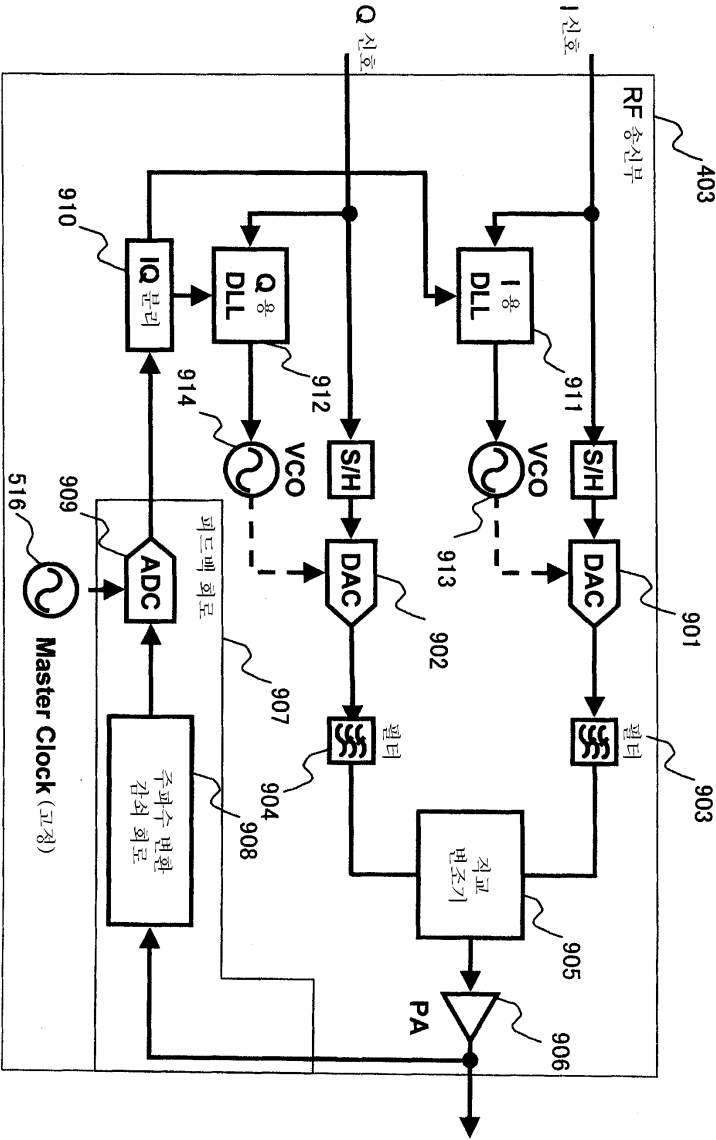 403
RF 송신부
I 신호
Q 신호
I 용
DLL
911
VCO
913
S/H
DAC
901
필터
903
Q 용
DLL
912
VCO
914
S/H
DAC
902
필터
904
직교
변조기
905
PA
906
910
IQ 분리
피드백 회로
907
ADC
909
516
Master Clock (고정)
주파수 변환
감쇠 회로
908